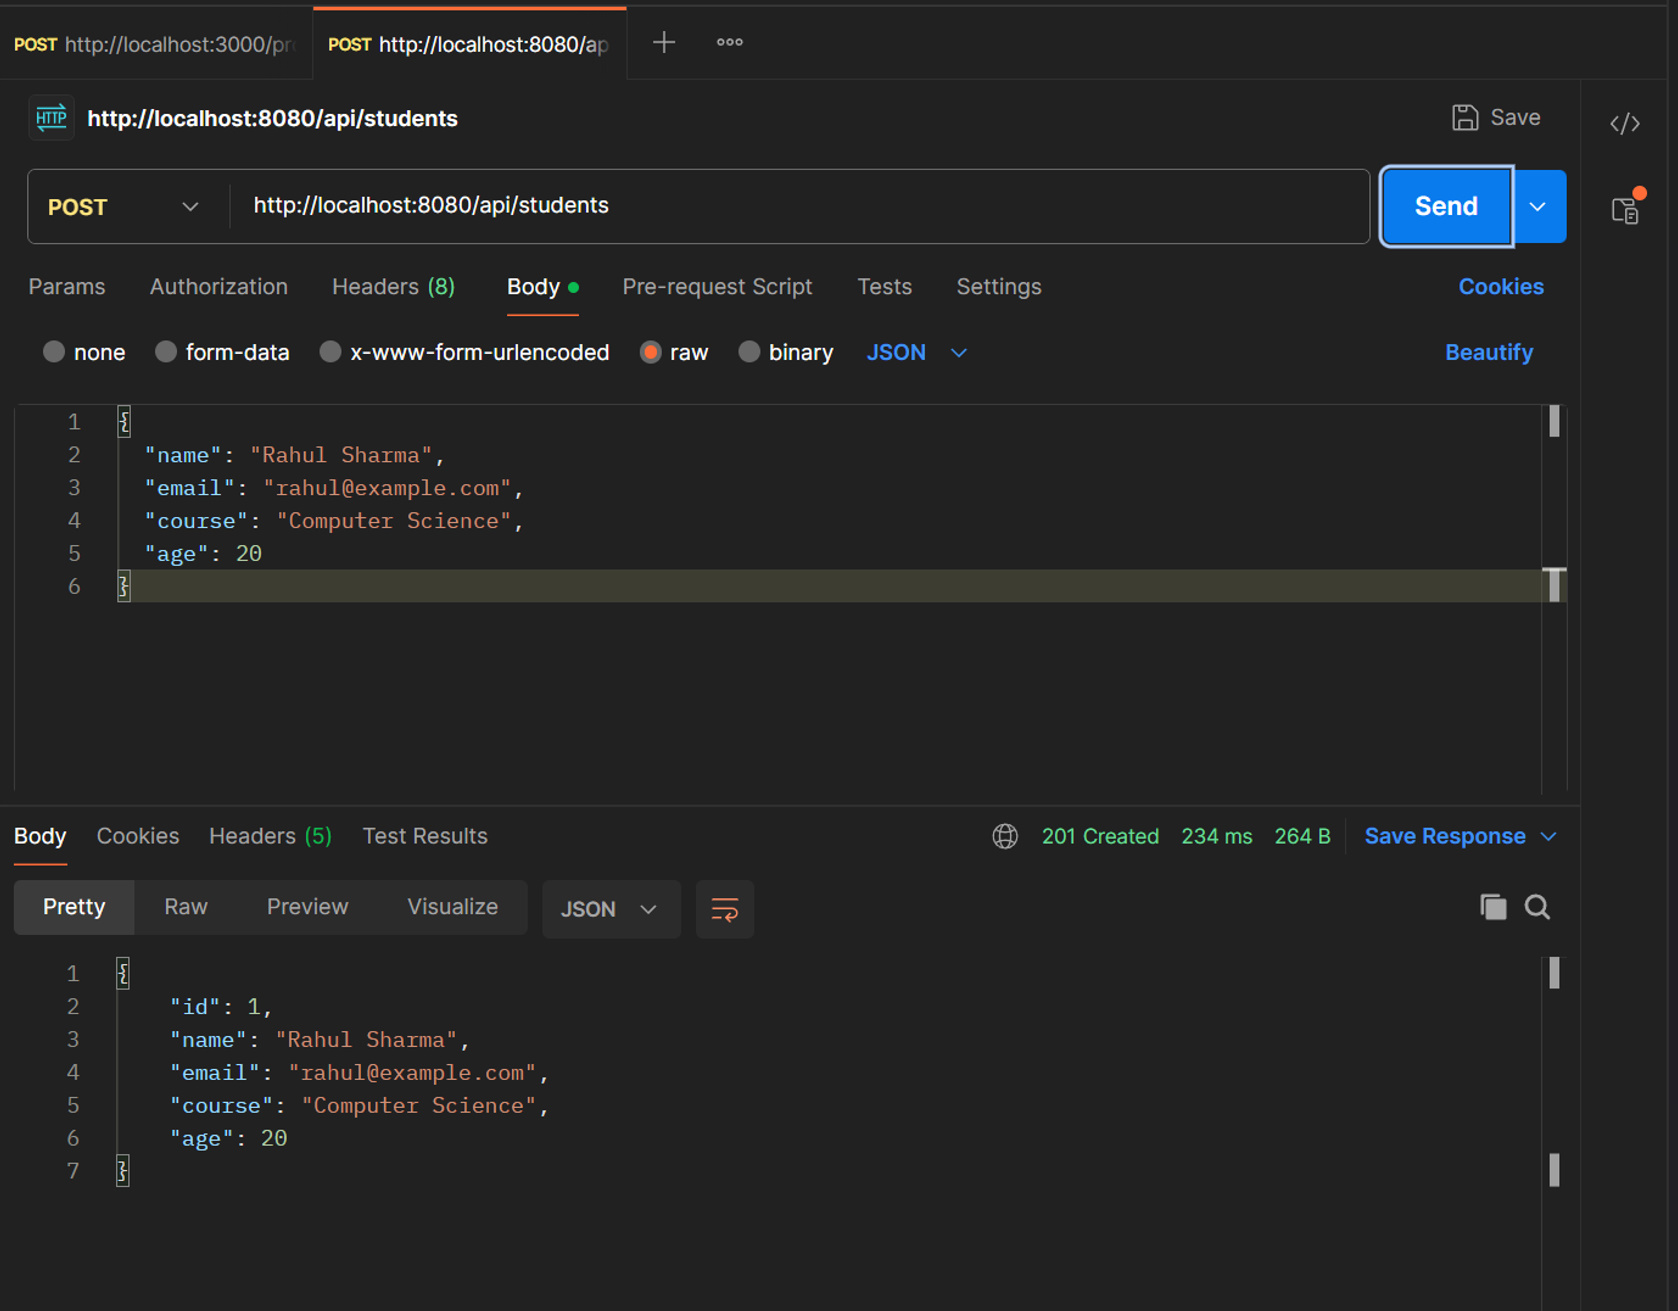 POST http://localhost:3000/pr POST http://localhost:8080/ap
HTTP http://localhost:8080/api/students Save
POST http://localhost:8080/api/students Send
Params Authorization Headers (8) Body Pre-request Script Tests Settings Cookies
none form-data x-www-form-urlencoded raw binary JSON Beautify
1 {
2 "name": "Rahul Sharma",
3 "email": "rahul@example.com",
4 "course": "Computer Science",
5 "age": 20
6 }
Body Cookies Headers (5) Test Results 201 Created 234 ms 264 B Save Response
Pretty Raw Preview Visualize JSON
1 {
2 "id": 1,
3 "name": "Rahul Sharma",
4 "email": "rahul@example.com",
5 "course": "Computer Science",
6 "age": 20
7 }